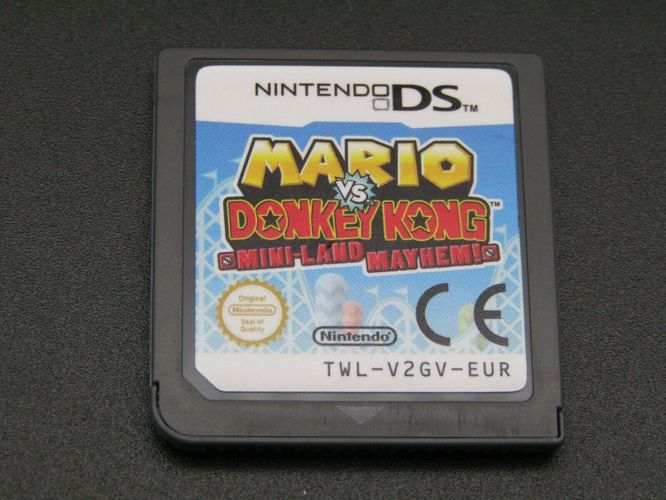 NINTENDO DS™
MARIO
VS
DONKEY KONG™
MINI-LAND MAYHEM!
Original
Nintendo
Seal of
Quality
Nintendo®
CE
TWL-V2GV-EUR